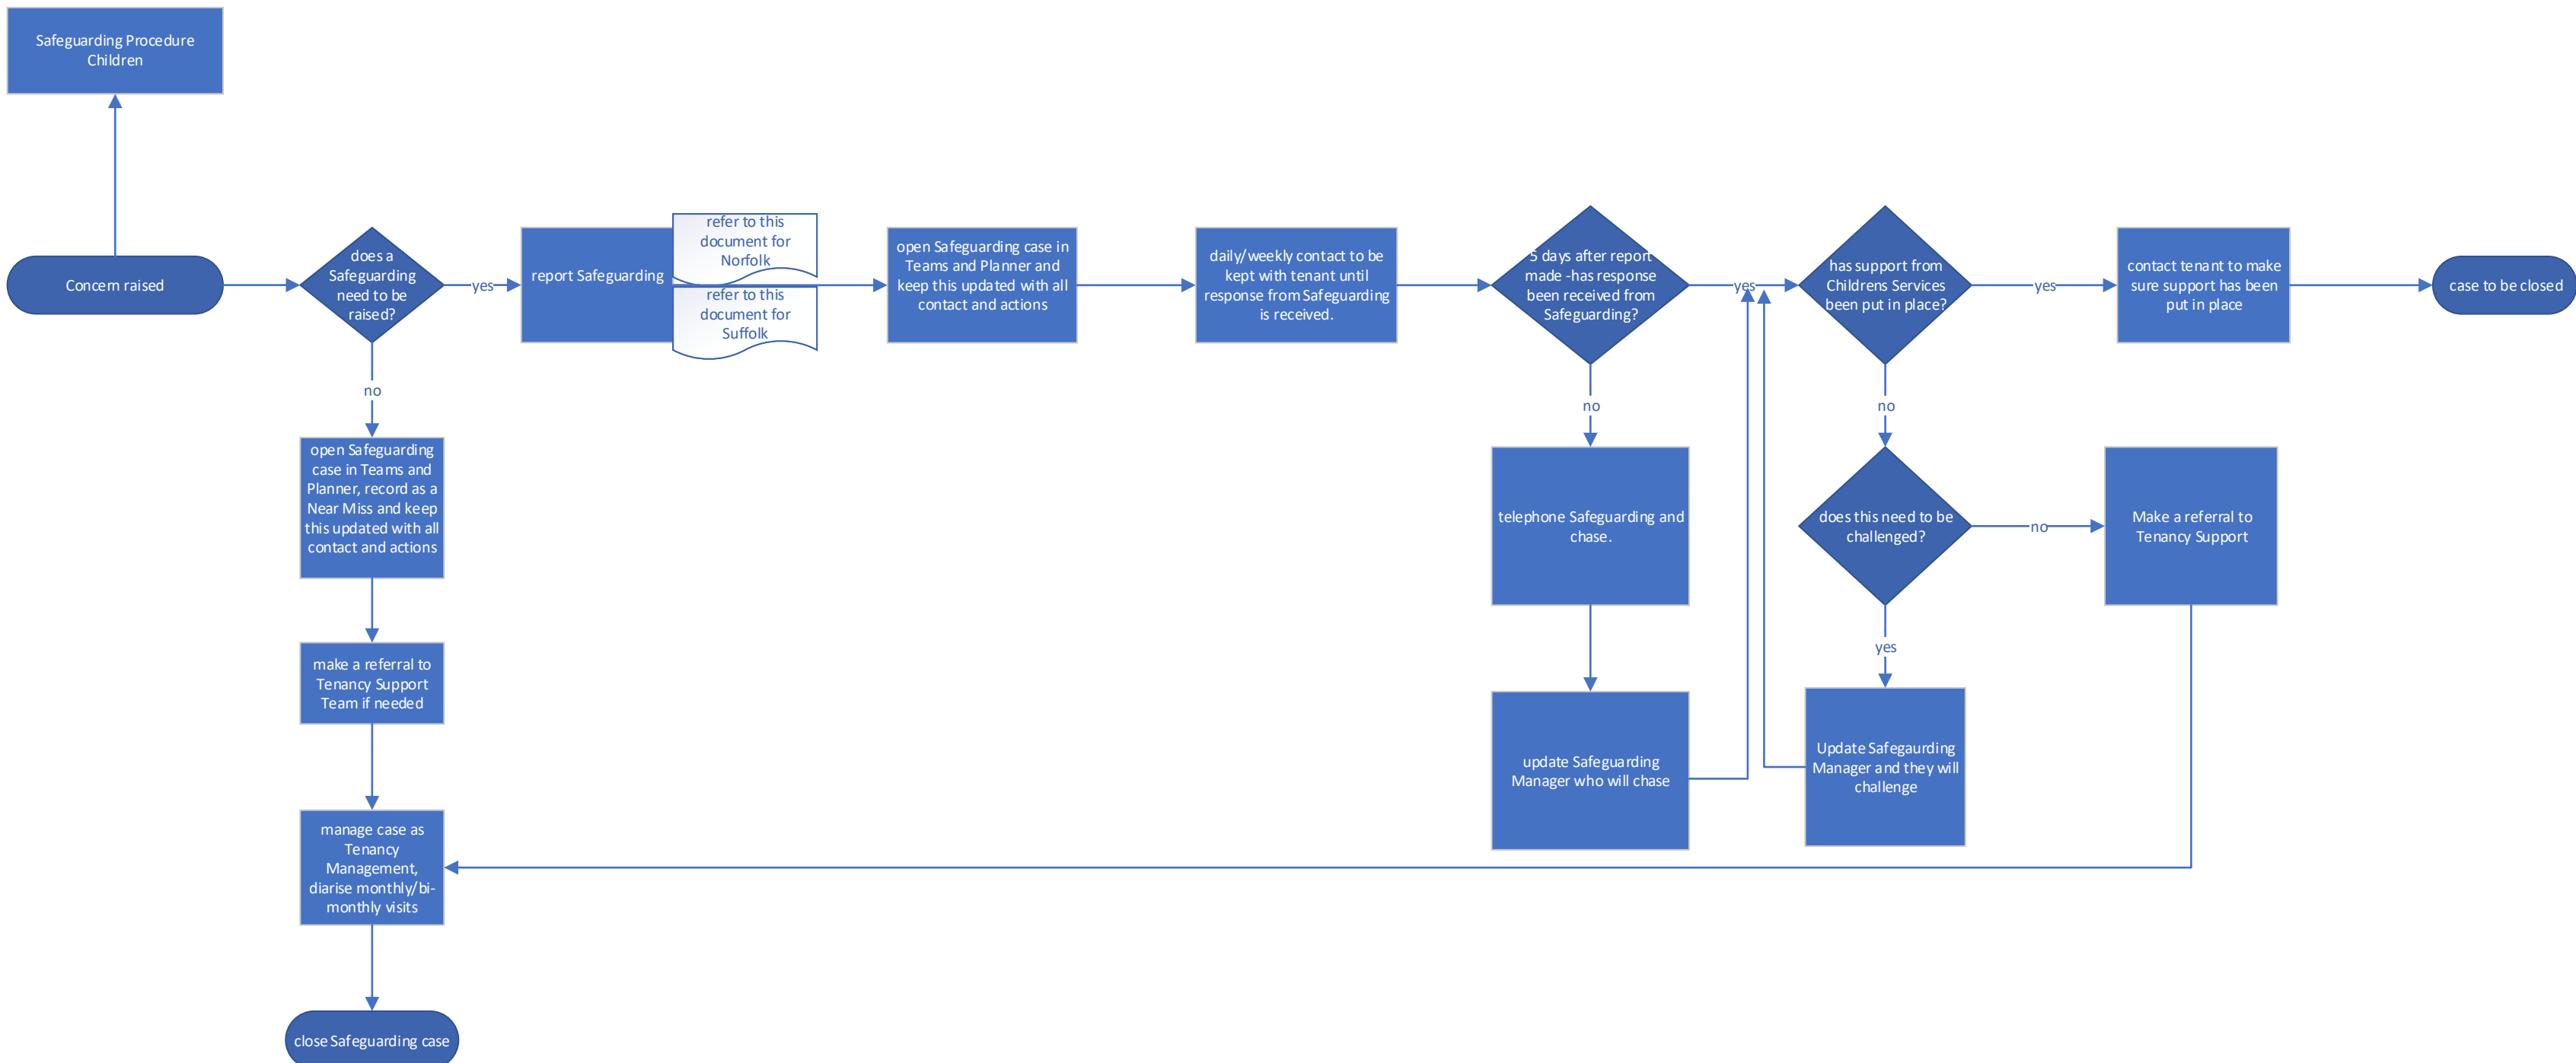 Safeguarding Procedure
Children
Concern raised
does a
Safeguarding
need to be
raised?
yes
report Safeguarding
refer to this
document for
Norfolk
refer to this
document for
Suffolk
open Safeguarding case in
Teams and Planner and
keep this updated with all
contact and actions
daily/weekly contact to be
kept with tenant until
response from Safeguarding
is received.
5 days after report
made -has response
been received from
Safeguarding?
yes
has support from
Childrens Services
been put in place?
yes
contact tenant to make
sure support has been
put in place
case to be closed
no
open Safeguarding
case in Teams and
Planner, record as a
Near Miss and keep
this updated with all
contact and actions
make a referral to
Tenancy Support
Team if needed
manage case as
Tenancy
Management,
diarise monthly/bi-
monthly visits
close Safeguarding case
no
telephone Safeguarding and
chase.
update Safeguarding
Manager who will chase
no
does this need to be
challenged?
no
Make a referral to
Tenancy Support
yes
Update Safegaurding
Manager and they will
challenge